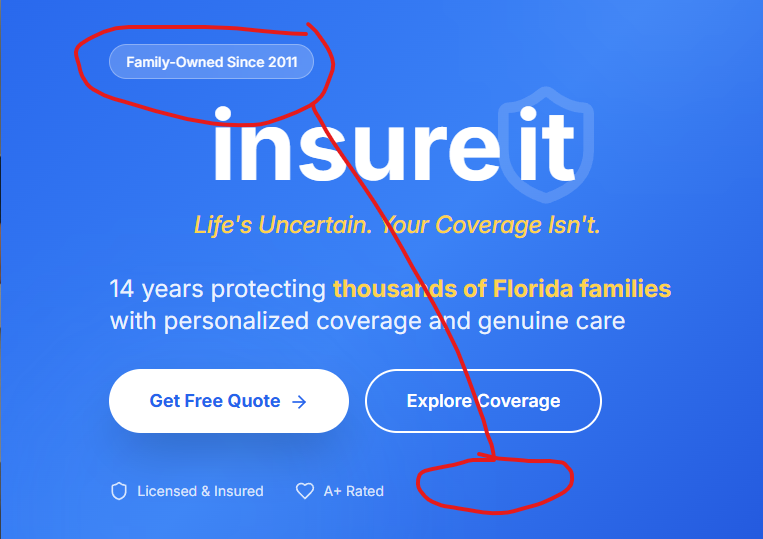 Family-Owned Since 2011
insure it
Life's Uncertain. Your Coverage Isn't.
14 years protecting thousands of Florida families
with personalized coverage and genuine care
Get Free Quote →
Explore Coverage
Licensed & Insured
A+ Rated